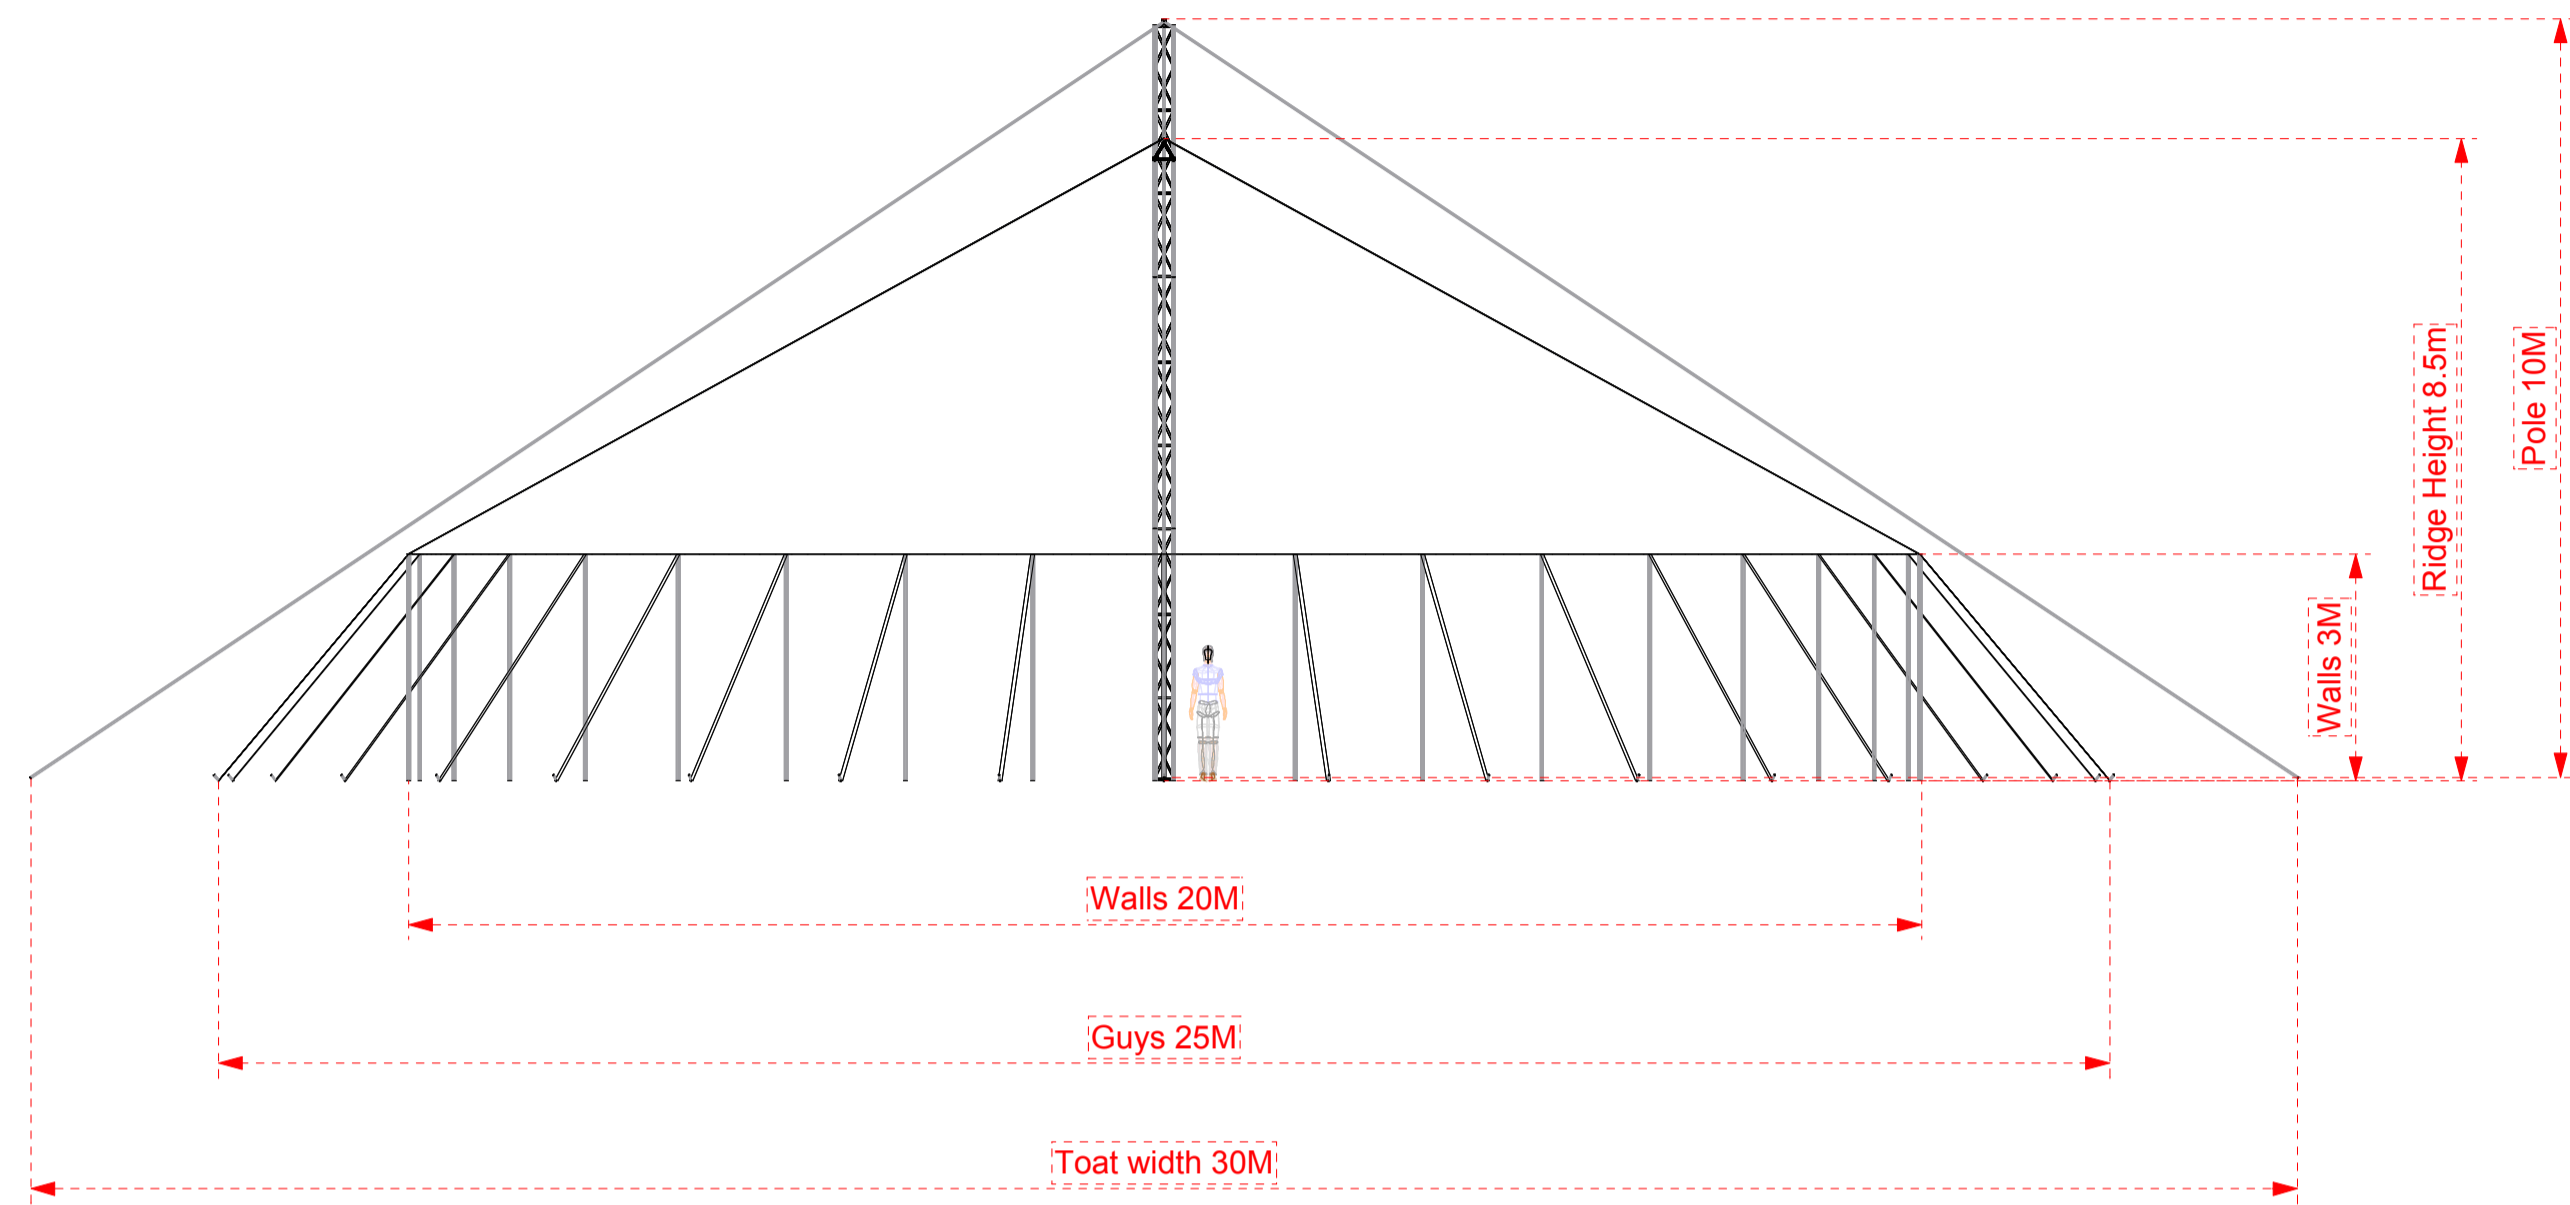 Pole 10M
Ridge Height 8.5m
Walls 3M
Walls 20M
Guys 25M
Toat width 30M